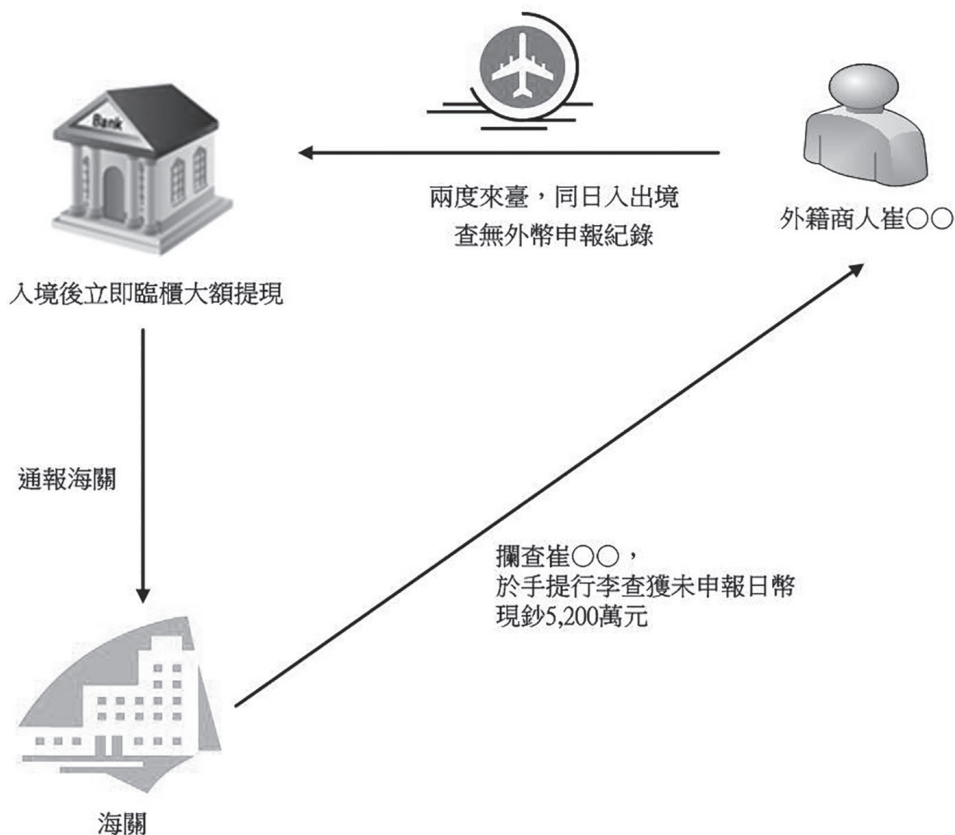 Bank
兩度來臺，同日入出境
查無外幣申報紀錄
外籍商人崔○○
入境後立即臨櫃大額提現
通報海關
攔查崔○○，
於手提行李查獲未申報日幣
現鈔5,200萬元
海關